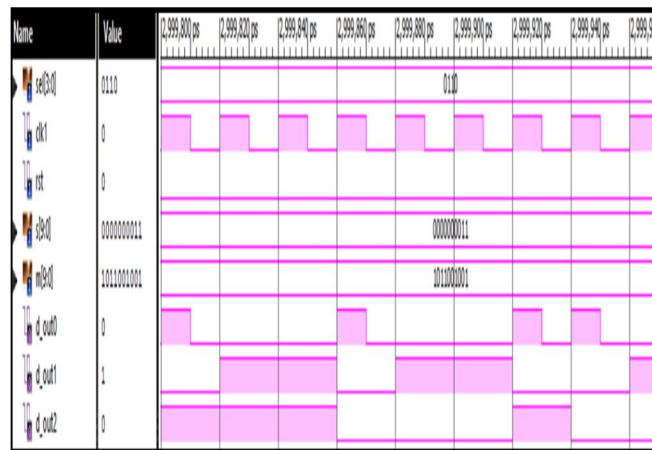 Name Value 2,999,800 ps 2,999,820 ps 2,999,840 ps 2,999,860 ps 2,999,880 ps 2,999,900 ps 2,999,920 ps 2,999,940 ps
sel[3:0] 0110 0110
clk1 0
rst 0
s[9:0] 0000000011 0000000011
m[9:0] 1011001001 1011001001
d_out0 0
d_out1 1
d_out2 0